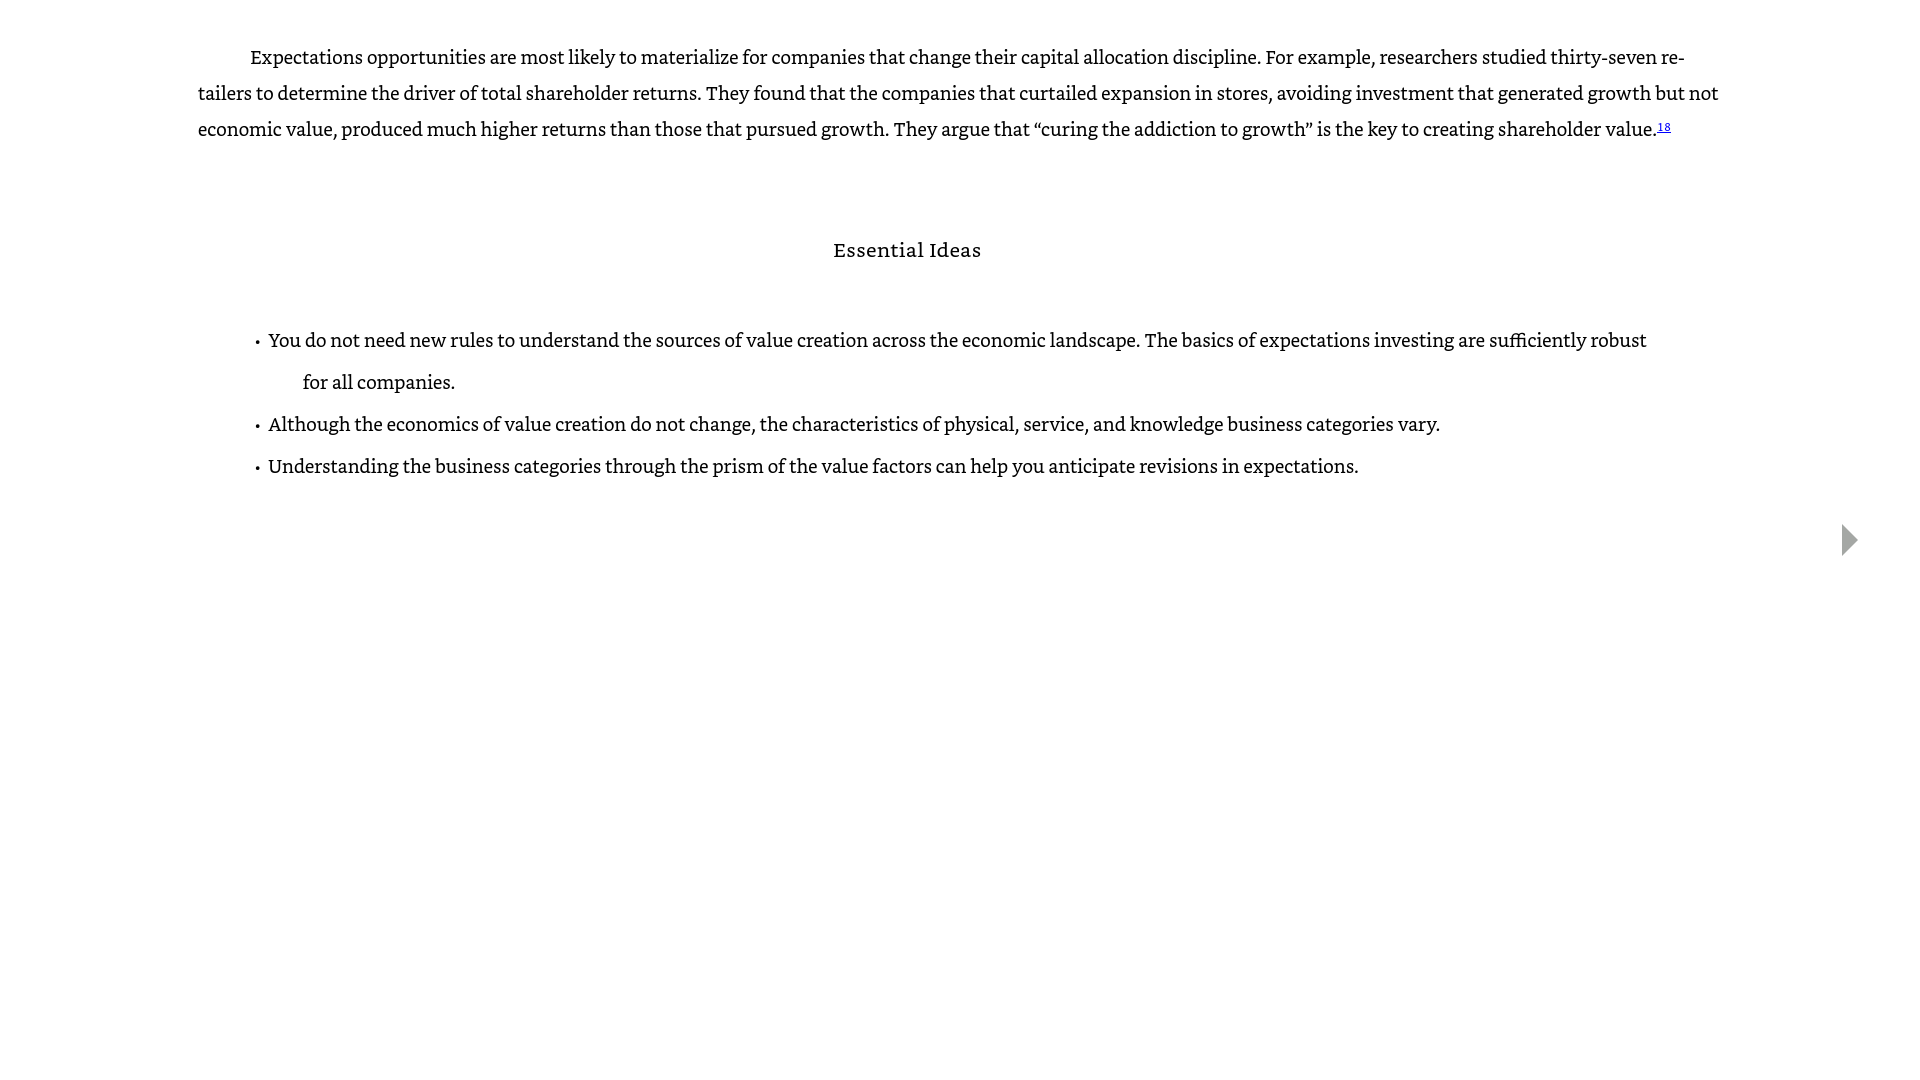 Expectations opportunities are most likely to materialize for companies that change their capital allocation discipline. For example, researchers studied thirty-seven re-
tailers to determine the driver of total shareholder returns. They found that the companies that curtailed expansion in stores, avoiding investment that generated growth but not
economic value, produced much higher returns than those that pursued growth. They argue that “curing the addiction to growth” is the key to creating shareholder value.18
Essential Ideas
• You do not need new rules to understand the sources of value creation across the economic landscape. The basics of expectations investing are sufficiently robust
for all companies.
• Although the economics of value creation do not change, the characteristics of physical, service, and knowledge business categories vary.
• Understanding the business categories through the prism of the value factors can help you anticipate revisions in expectations.